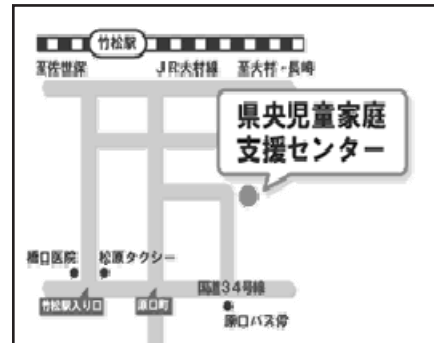 竹松駅
至佐世保 JR大村線 至大村・長崎
県央児童家庭
支援センター
橋口医院 松原タクシー
竹松駅入り口 原口町 国道34号線
原口バス停